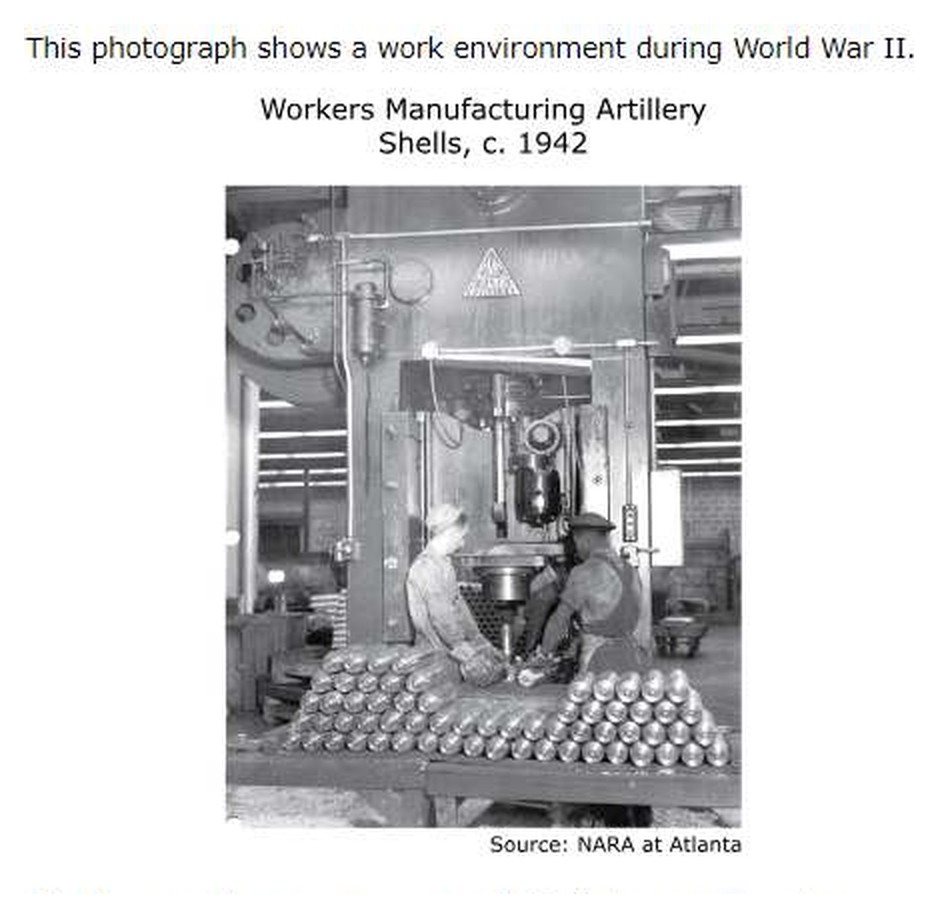 This photograph shows a work environment during World War II.
Workers Manufacturing Artillery
Shells, c. 1942
Source: NARA at Atlanta